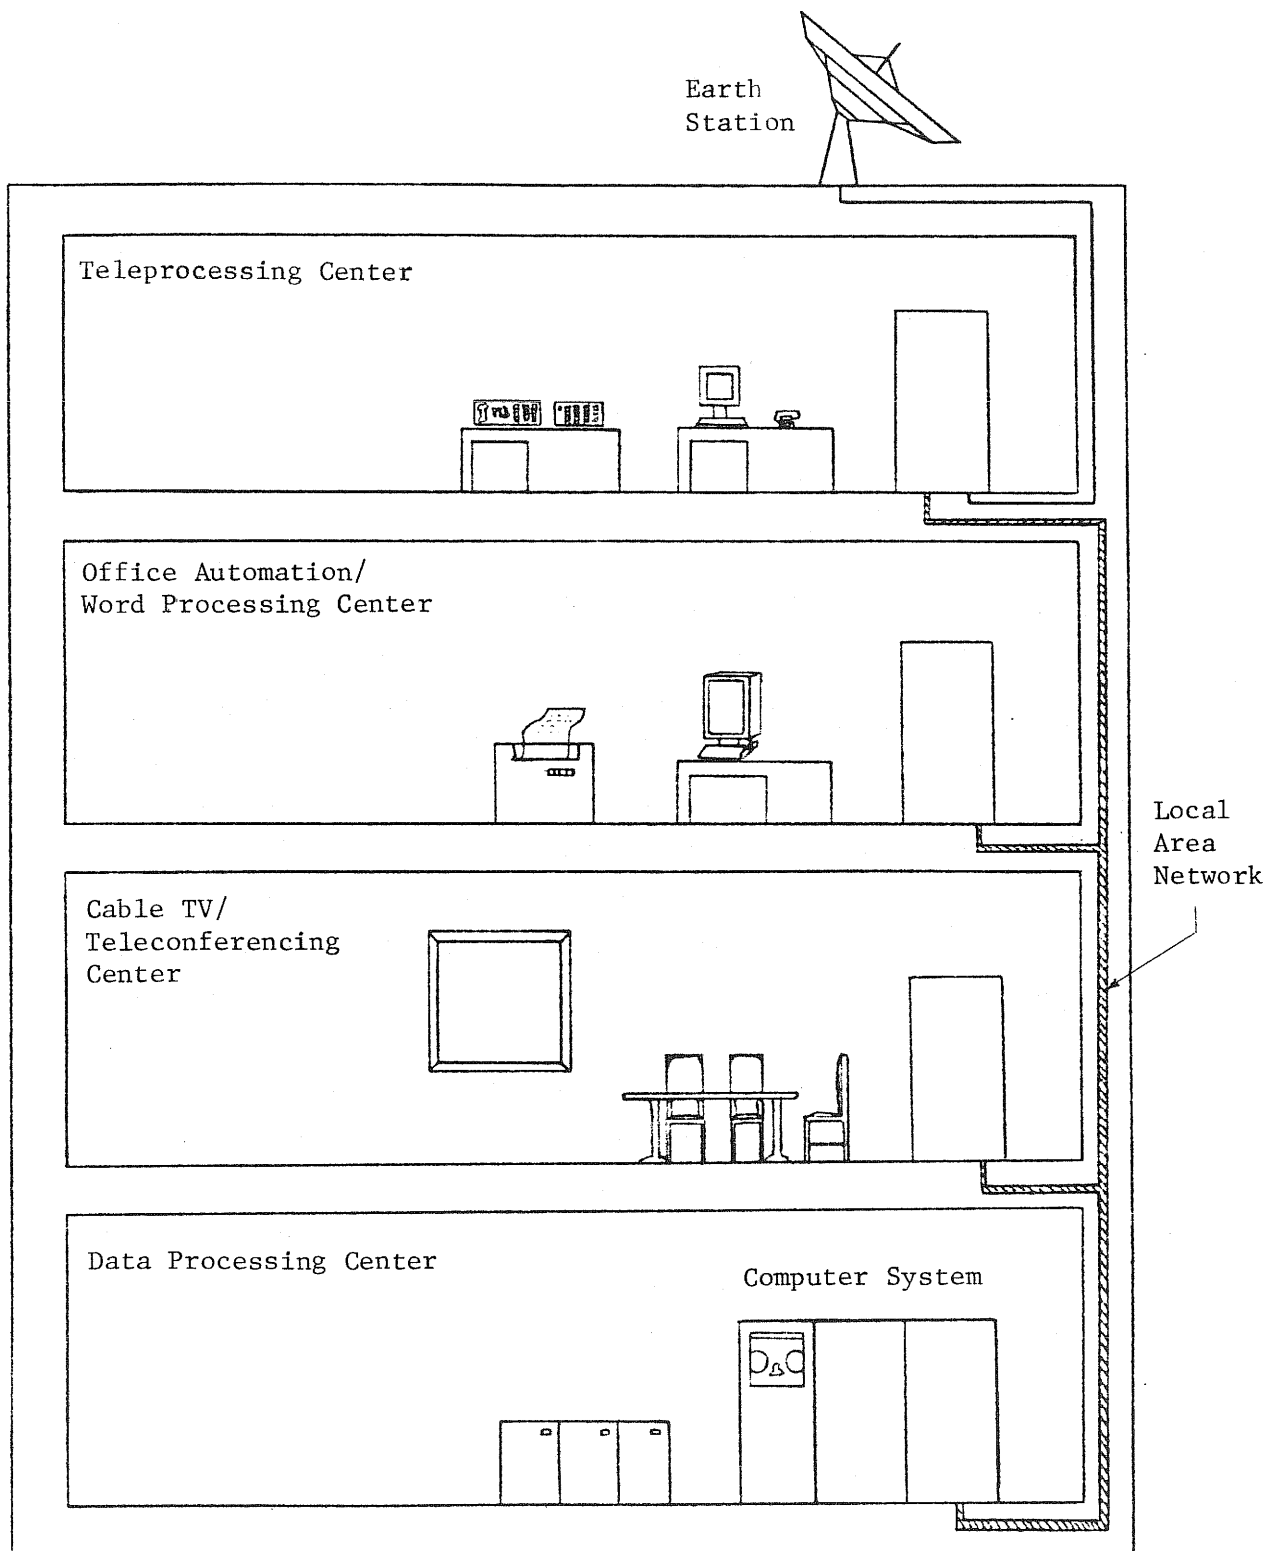 Earth
Station
Teleprocessing Center
Office Automation/
Word Processing Center
Local
Area
Network
Cable TV/
Teleconferencing
Center
Data Processing Center
Computer System